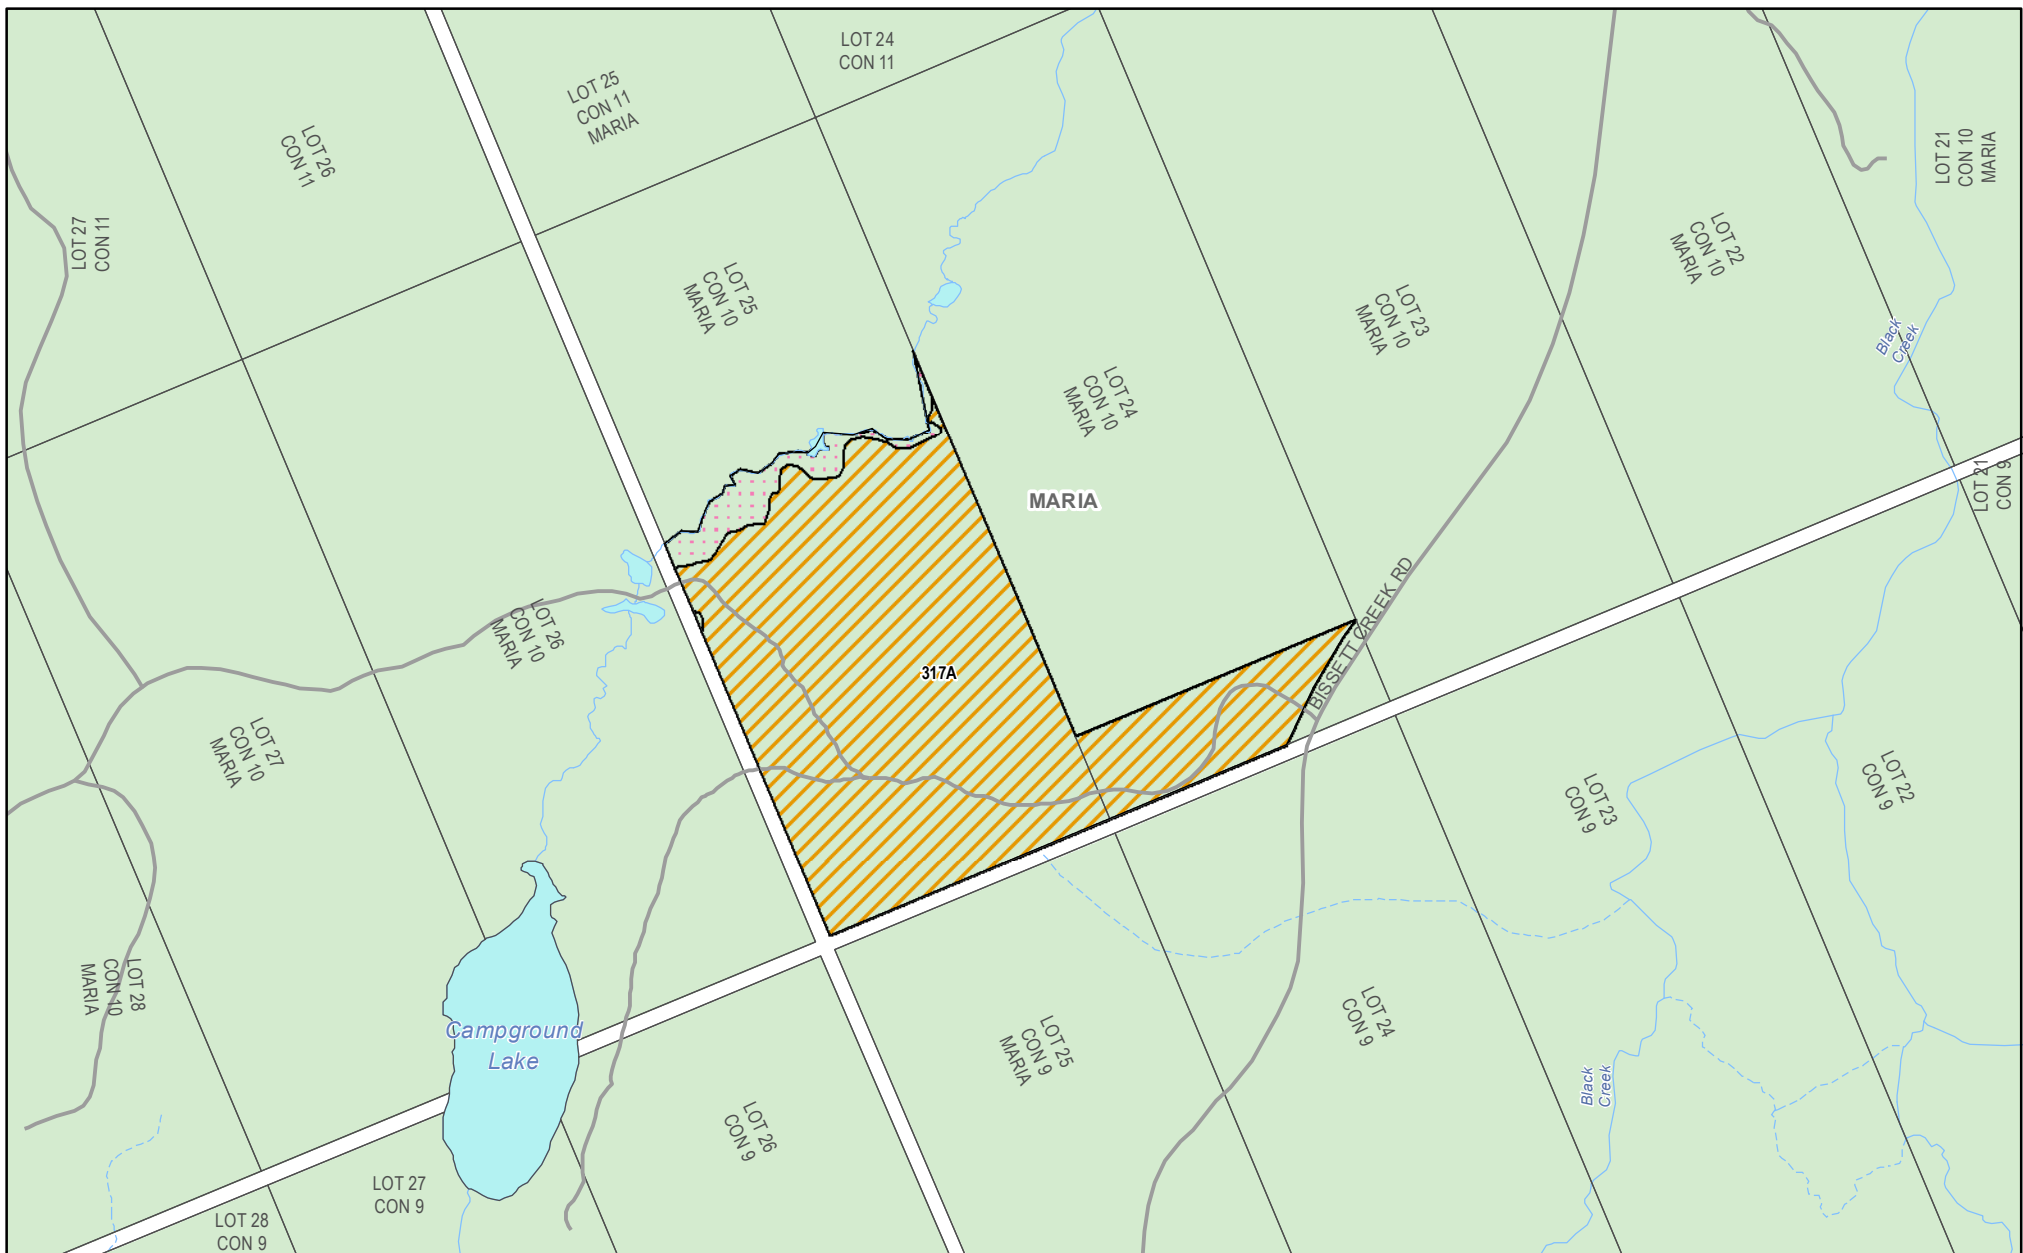 LOT 24
CON 11
LOT 25
CON 11
MARIA
LOT 26
CON 11
LOT 27
CON 11
LOT 21
CON 10
MARIA
LOT 22
CON 10
MARIA
LOT 25
CON 10
MARIA
LOT 23
CON 10
MARIA
Black
Creek
LOT 24
CON 10
MARIA
MARIA
LOT 21
CON 9
BISSETT CREEK RD
LOT 26
CON 10
MARIA
317A
LOT 27
CON 10
MARIA
LOT 22
CON 9
LOT 23
CON 9
LOT 28
CON 10
MARIA
Campground
Lake
LOT 24
CON 9
LOT 25
CON 9
MARIA
Black
Creek
LOT 26
CON 9
LOT 27
CON 9
LOT 28
CON 9